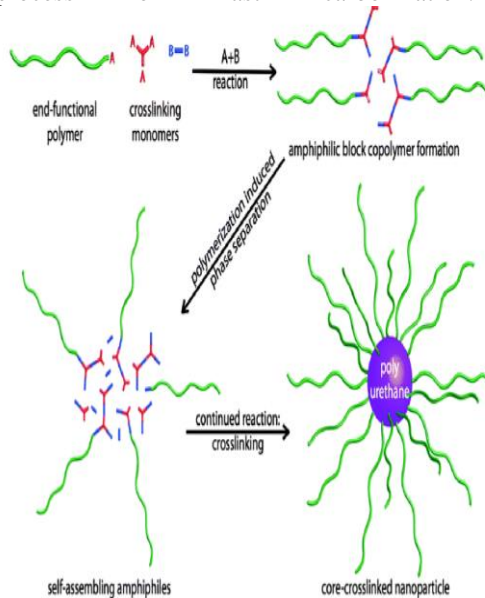 A
A
A
A
B=B
A+B
reaction
end-functional
polymer
crosslinking
monomers
amphiphilic block copolymer formation
polymerization induced
phase separation
poly
urethane
continued reaction:
crosslinking
self-assembling amphiphiles
core-crosslinked nanoparticle